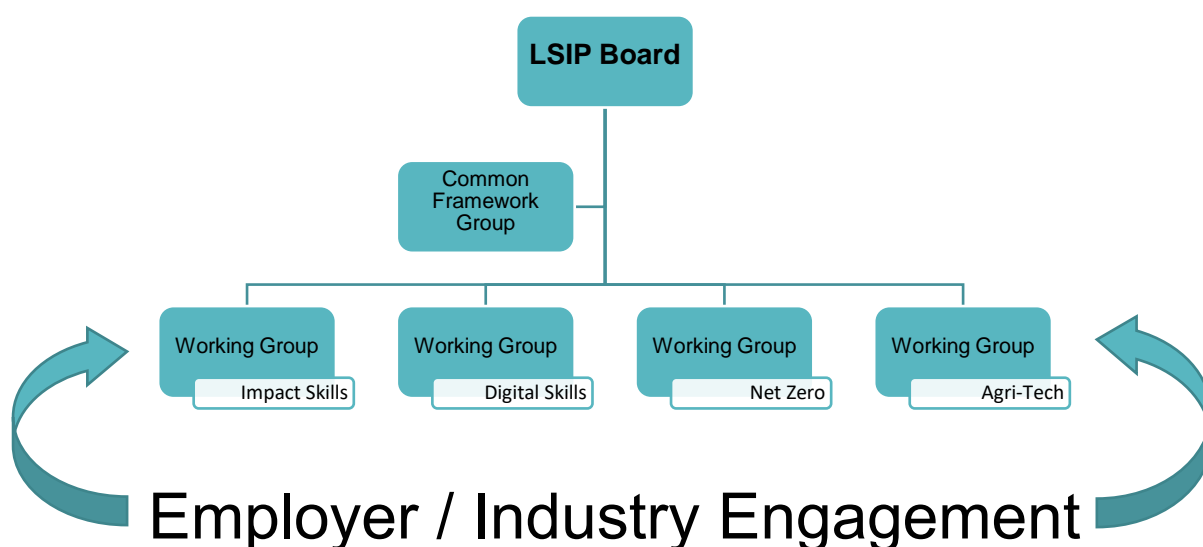 LSIP Board
Common
Framework
Group
Working Group
Impact Skills
Working Group
Digital Skills
Working Group
Net Zero
Working Group
Agri-Tech
Employer / Industry Engagement